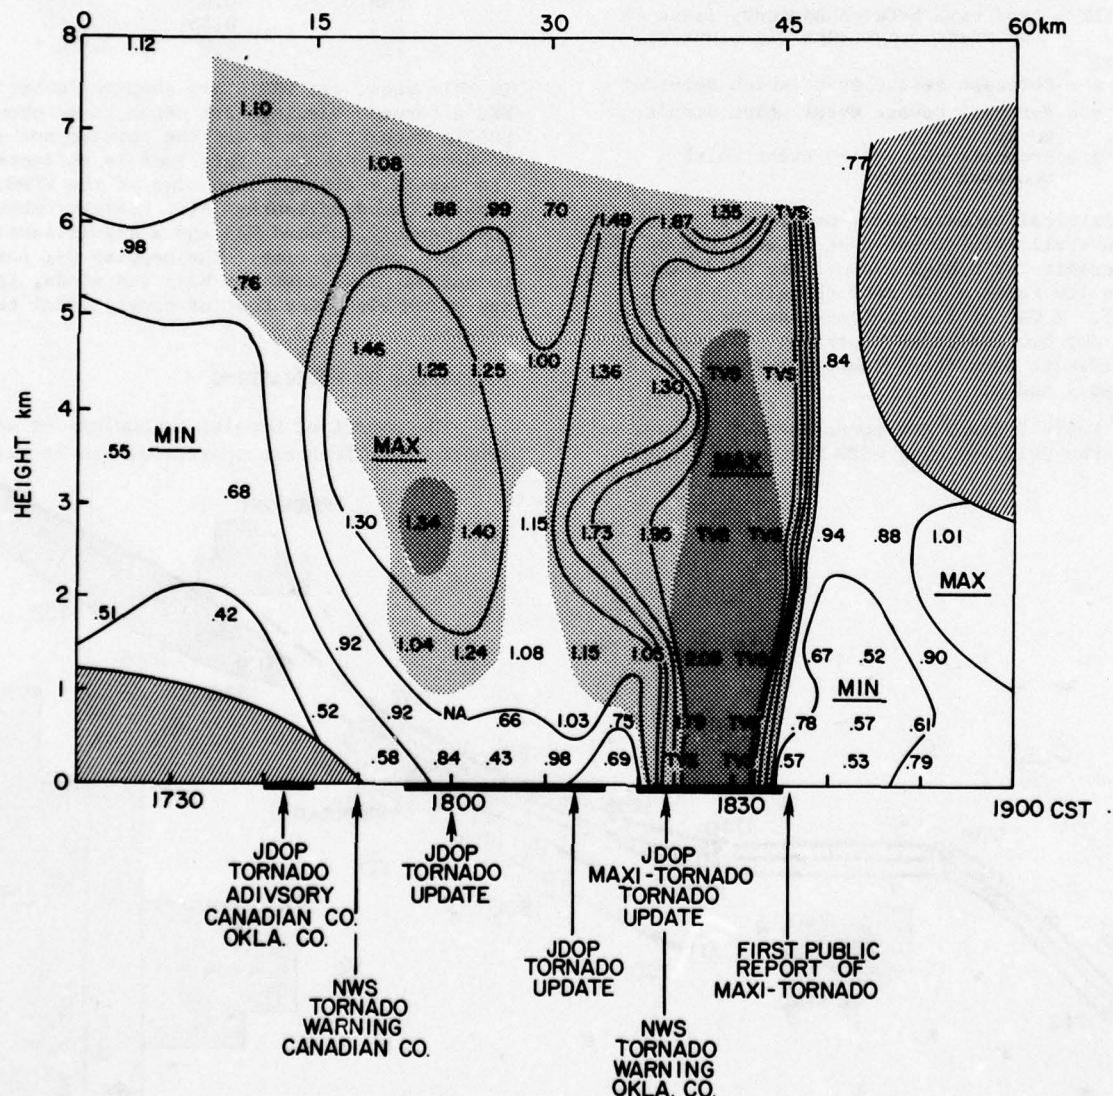 0 15 30 45 60 km
8
1.12
1.10
7
1.08 .77
.88 .99 .70 1.49 1.87 1.55 TVS
6
.98
.76
5
1.46 1.25 1.25 1.00 1.36 1.30 TVS TVS .84
4
MIN MAX MAX
.55
HEIGHT km
.68
3
1.30 1.34 1.40 1.15 1.73 1.95 TVS TVS .94 .88 1.01
MAX
2
.51 .42
.92 1.04 1.24 1.08 1.15 1.05 2.05 TVS .67 .52 .90
1 MIN
.52 .92 NA .66 1.03 .75 1.79 TVS .78 .57 .61
.58 .84 .43 .98 .69 TVS TVS .57 .53 .79
0
1730 1800 1830 1900 CST
JDOP
TORNADO
ADIVSORY
CANADIAN CO.
OKLA. CO.
NWS
TORNADO
WARNING
CANADIAN CO.
JDOP
TORNADO
UPDATE
JDOP
TORNADO
UPDATE
JDOP
MAXI-TORNADO
TORNADO
UPDATE
NWS
TORNADO
WARNING
OKLA. CO.
FIRST PUBLIC
REPORT OF
MAXI-TORNADO